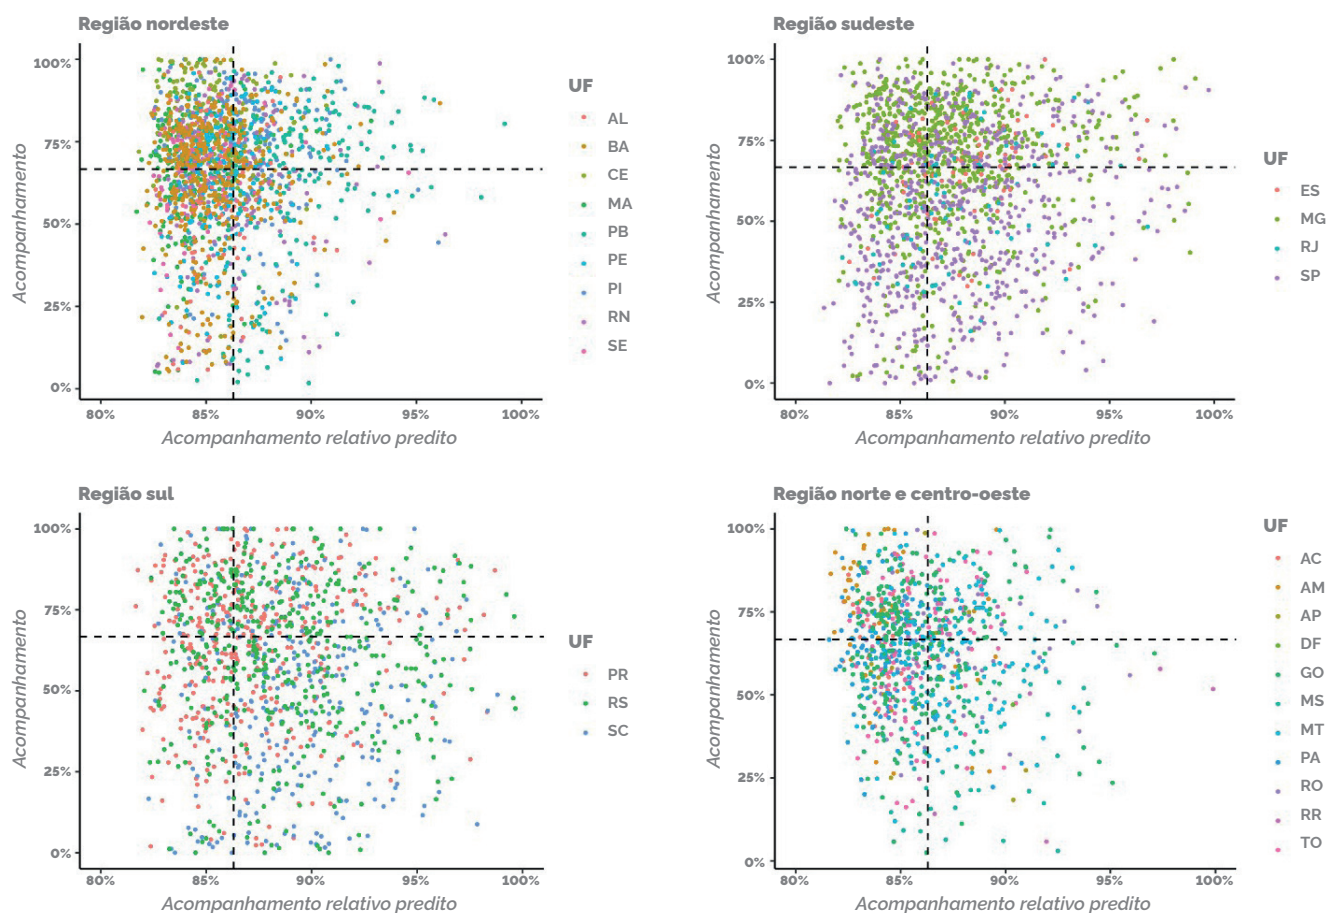 Região nordeste
100%
75%
50%
25%
0%
80%
85%
90%
95%
100%
Acompanhamento
Acompanhamento relativo predito
UF
AL
BA
CE
MA
PB
PE
PI
RN
SE
Região sudeste
100%
75%
50%
25%
0%
80%
85%
90%
95%
100%
Acompanhamento
Acompanhamento relativo predito
UF
ES
MG
RJ
SP
Região sul
100%
75%
50%
25%
0%
80%
85%
90%
95%
100%
Acompanhamento
Acompanhamento relativo predito
UF
PR
RS
SC
Região norte e centro-oeste
100%
75%
50%
25%
0%
80%
85%
90%
95%
100%
Acompanhamento
Acompanhamento relativo predito
UF
AC
AM
AP
DF
GO
MS
MT
PA
RO
RR
TO